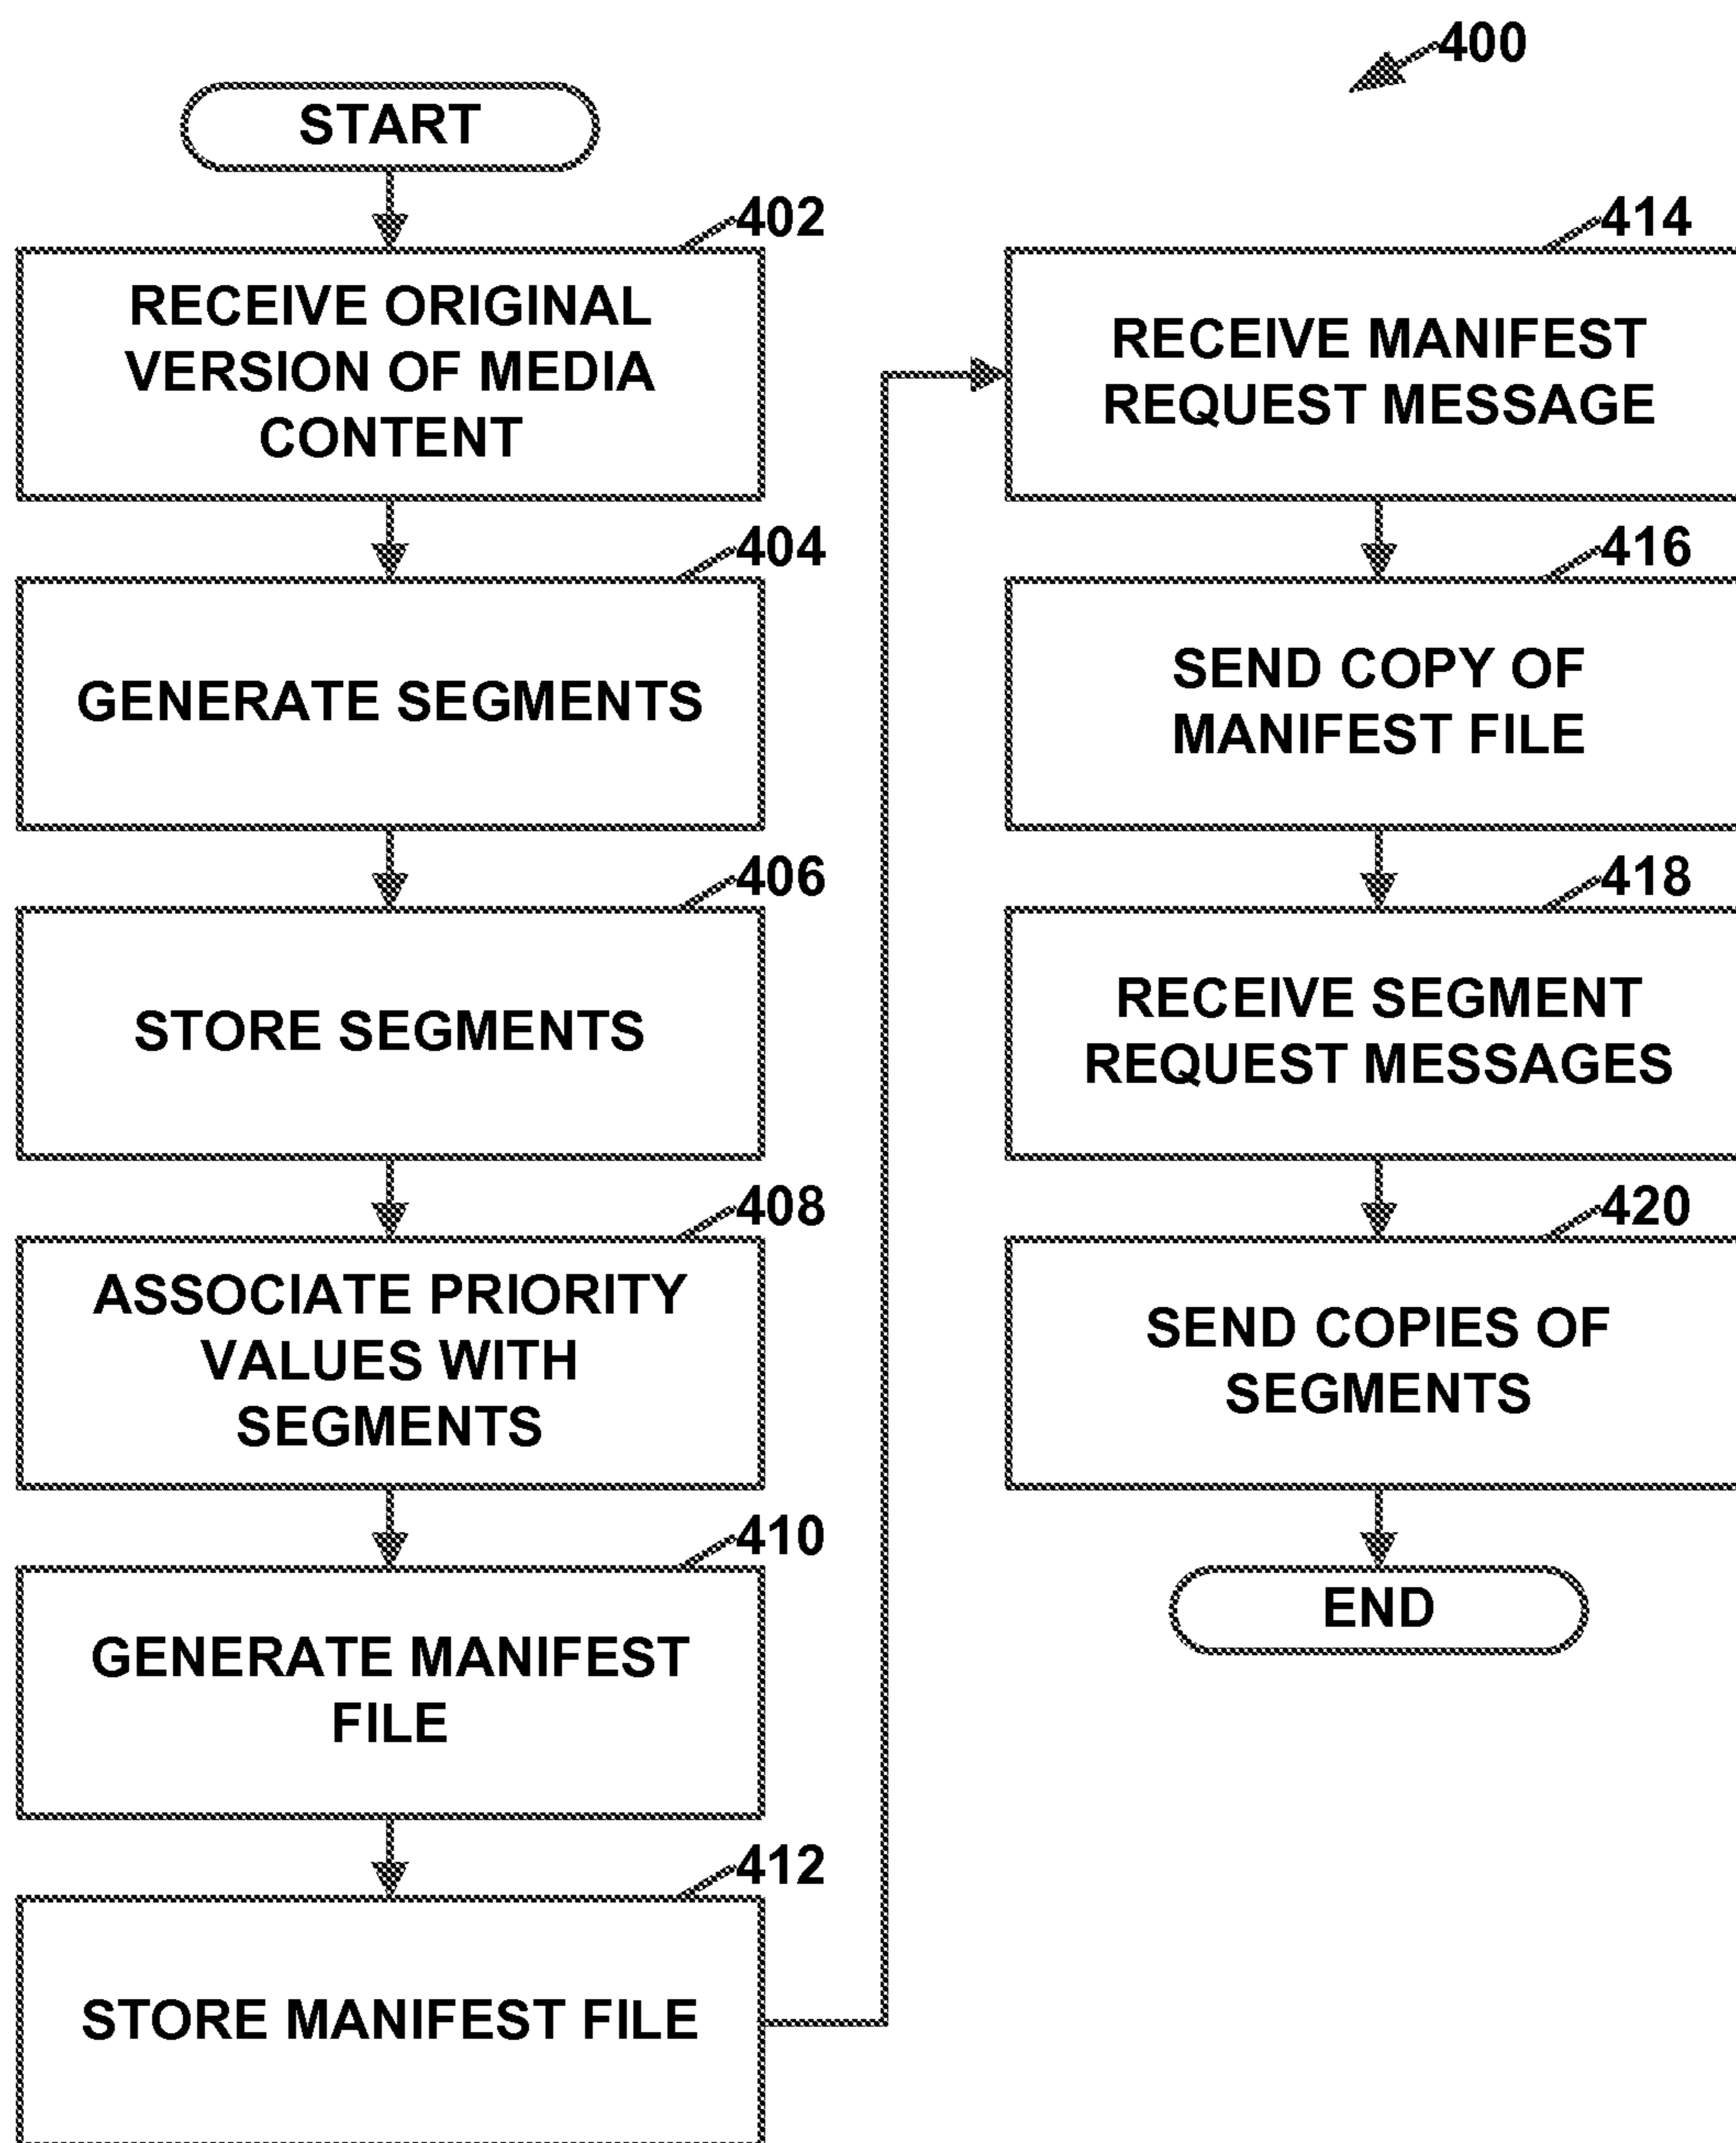 400
START
402
RECEIVE ORIGINAL
VERSION OF MEDIA
CONTENT
404
GENERATE SEGMENTS
406
STORE SEGMENTS
408
ASSOCIATE PRIORITY
VALUES WITH
SEGMENTS
410
GENERATE MANIFEST
FILE
412
STORE MANIFEST FILE
414
RECEIVE MANIFEST
REQUEST MESSAGE
416
SEND COPY OF
MANIFEST FILE
418
RECEIVE SEGMENT
REQUEST MESSAGES
420
SEND COPIES OF
SEGMENTS
END